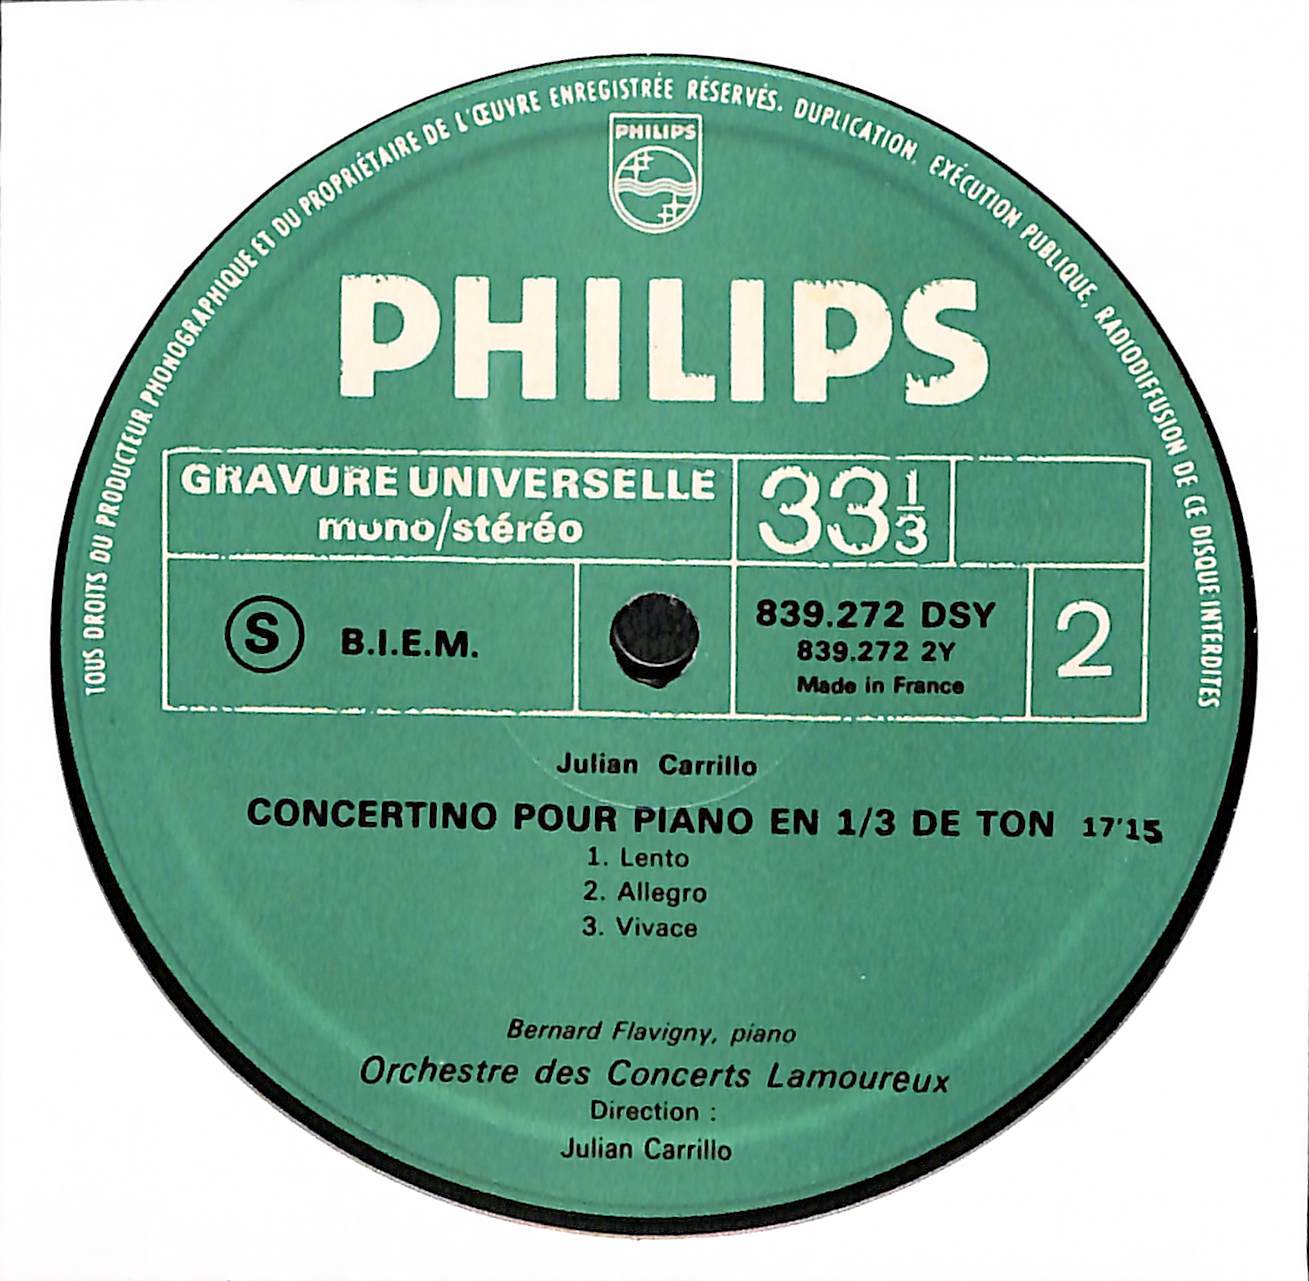 TOUS DROITS DU PRODUCTEUR PHONOGRAPHIQUE ET DU PROPRIÉTAIRE DE L'ŒUVRE ENREGISTRÉE RÉSERVÉS. DUPLICATION, EXÉCUTION PUBLIQUE, RADIODIFFUSION DE CE DISQUE INTERDITES
PHILIPS
PHILIPS
GRAVURE UNIVERSELLE
mono/stéréo
33 1/3
S B.I.E.M.
839.272 DSY
839.272 2Y
Made in France
2
Julian Carrillo
CONCERTINO POUR PIANO EN 1/3 DE TON 17'15
1. Lento
2. Allegro
3. Vivace
Bernard Flavigny, piano
Orchestre des Concerts Lamoureux
Direction :
Julian Carrillo